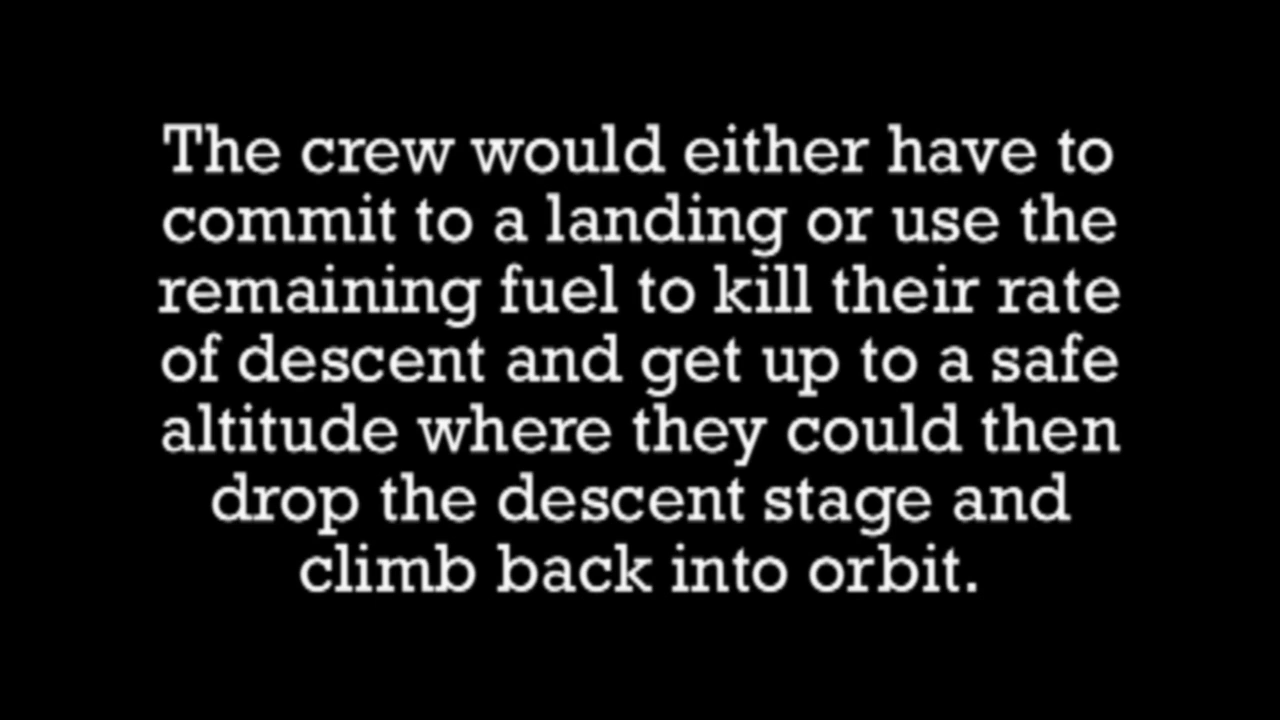 The crew would either have to
commit to a landing or use the
remaining fuel to kill their rate
of descent and get up to a safe
altitude where they could then
drop the descent stage and
climb back into orbit.